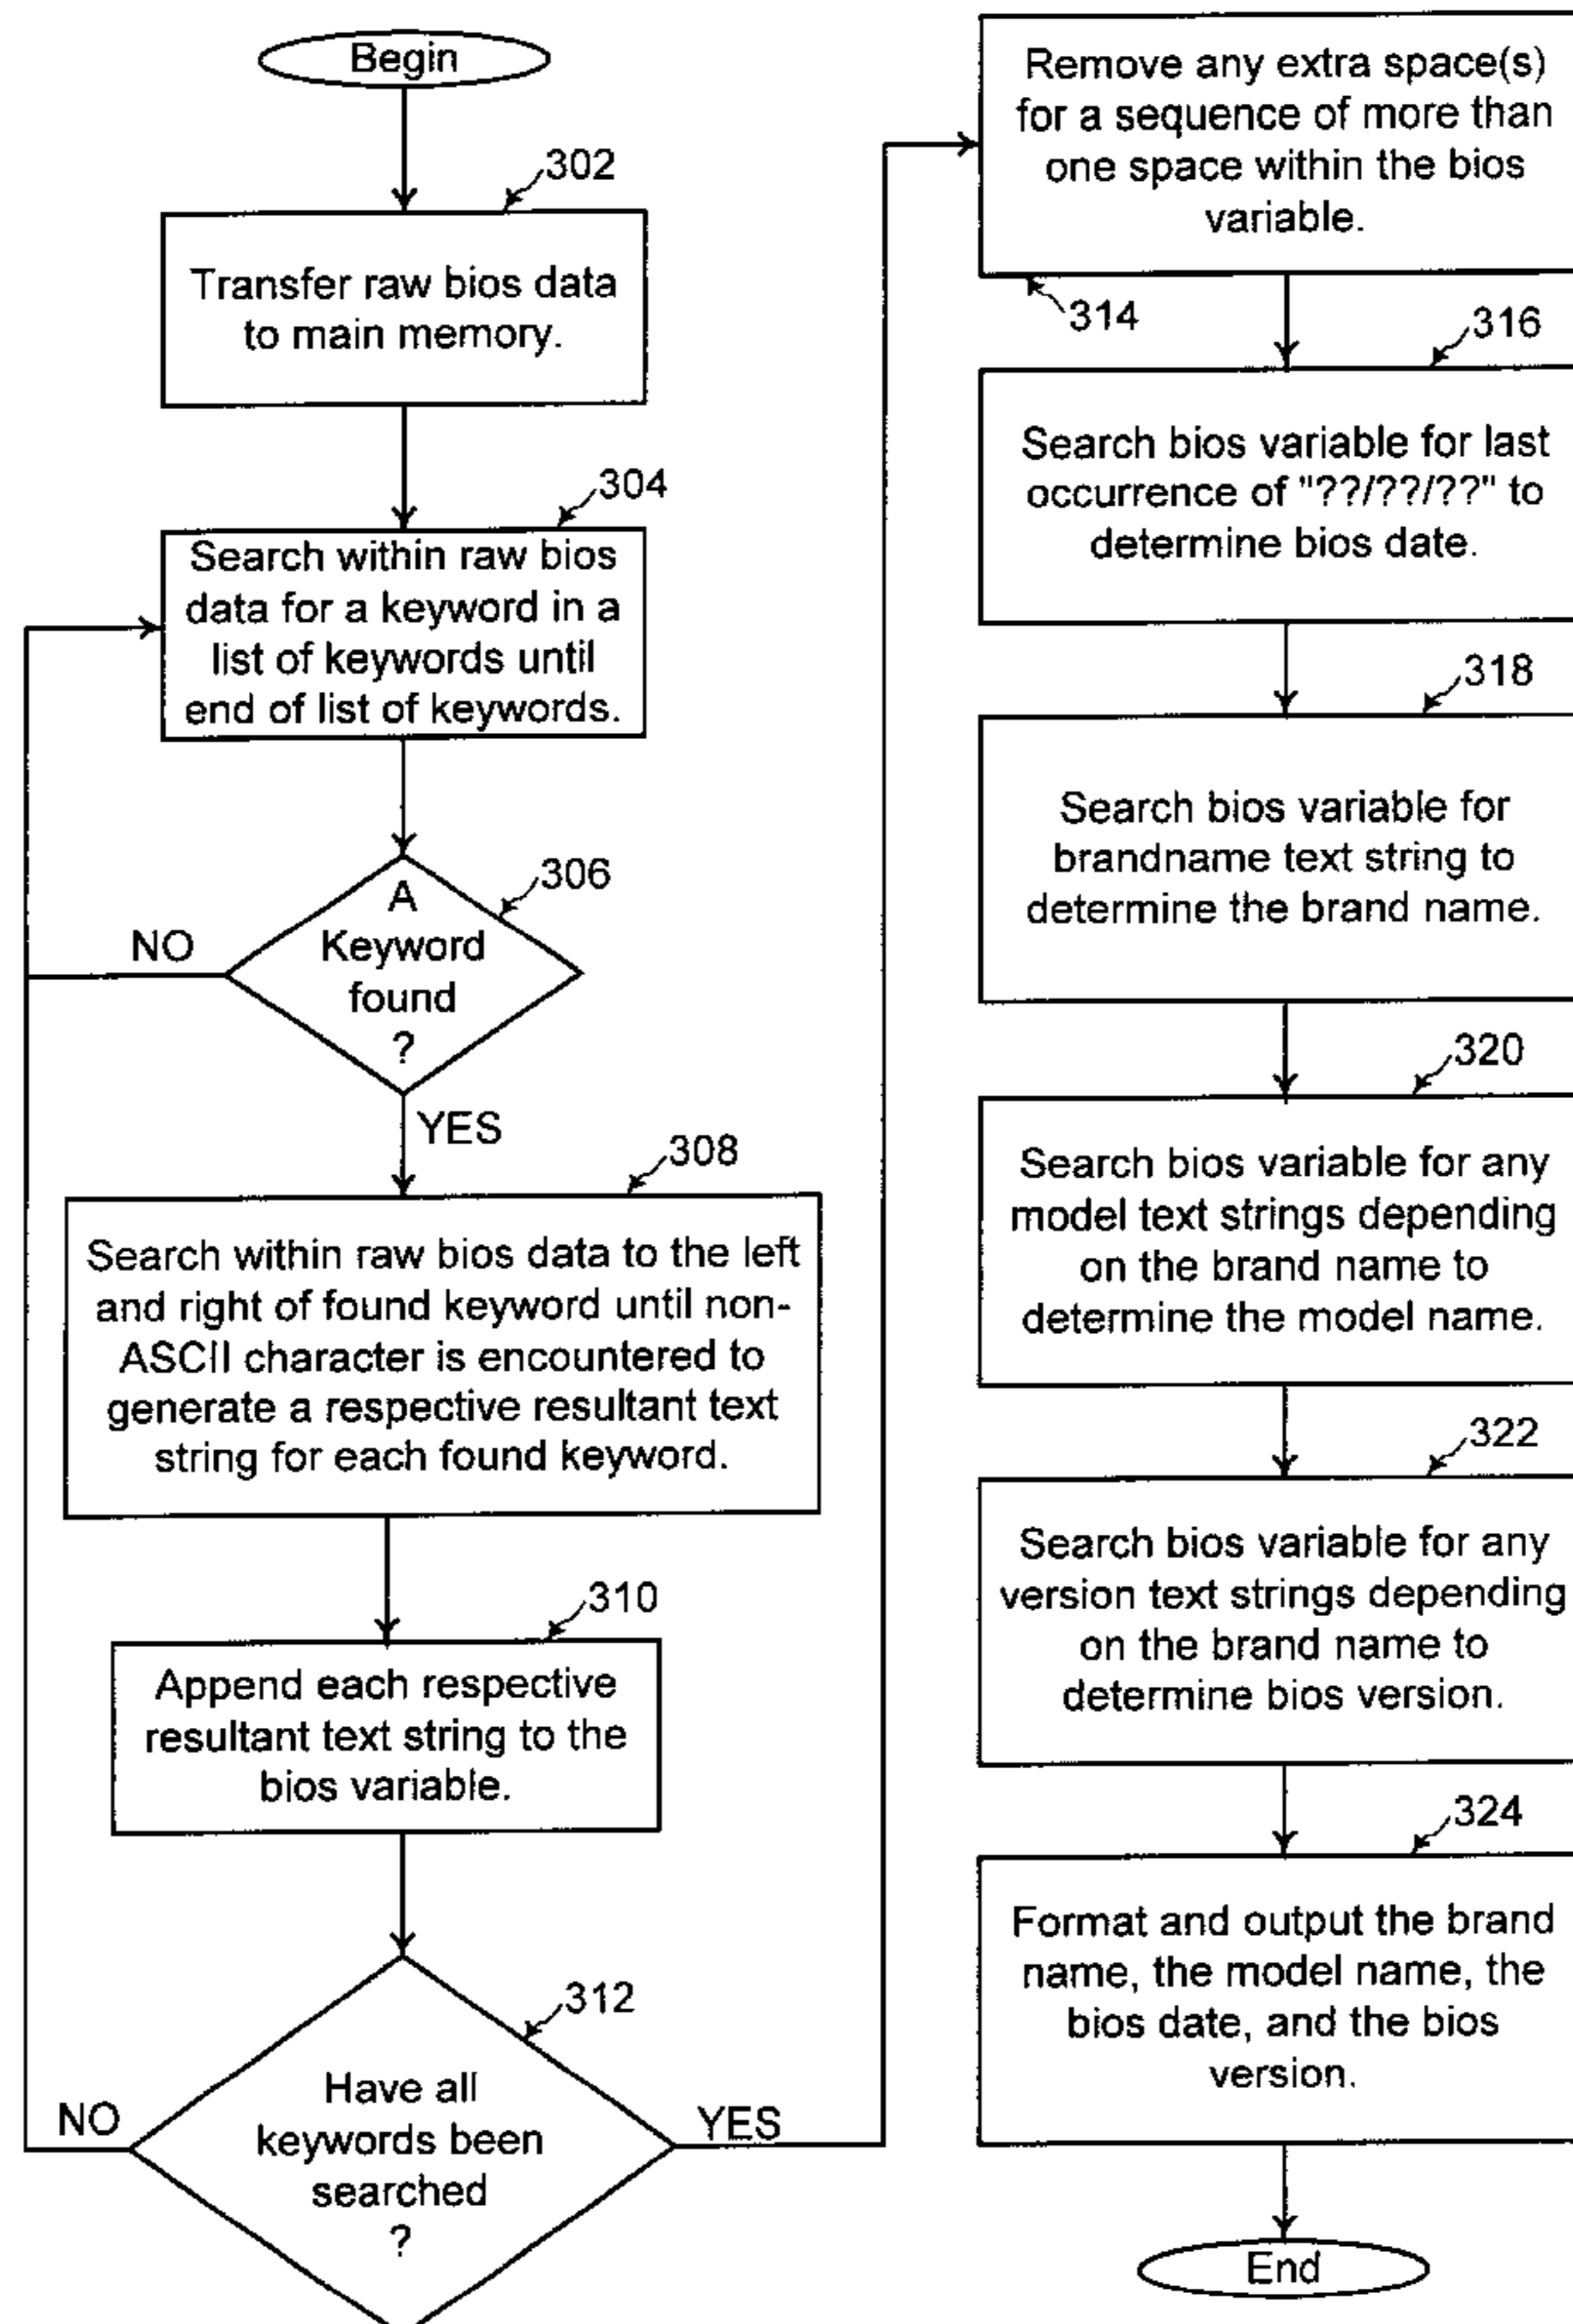 Begin
302
Transfer raw bios data
to main memory.
304
Search within raw bios
data for a keyword in a
list of keywords until
end of list of keywords.
306
A
Keyword
found
?
NO
YES
308
Search within raw bios data to the left
and right of found keyword until non-
ASCII character is encountered to
generate a respective resultant text
string for each found keyword.
310
Append each respective
resultant text string to the
bios variable.
312
Have all
keywords been
searched
?
NO
YES
Remove any extra space(s)
for a sequence of more than
one space within the bios
variable.
314
316
Search bios variable for last
occurrence of "??/??/??" to
determine bios date.
318
Search bios variable for
brandname text string to
determine the brand name.
320
Search bios variable for any
model text strings depending
on the brand name to
determine the model name.
322
Search bios variable for any
version text strings depending
on the brand name to
determine bios version.
324
Format and output the brand
name, the model name, the
bios date, and the bios
version.
End